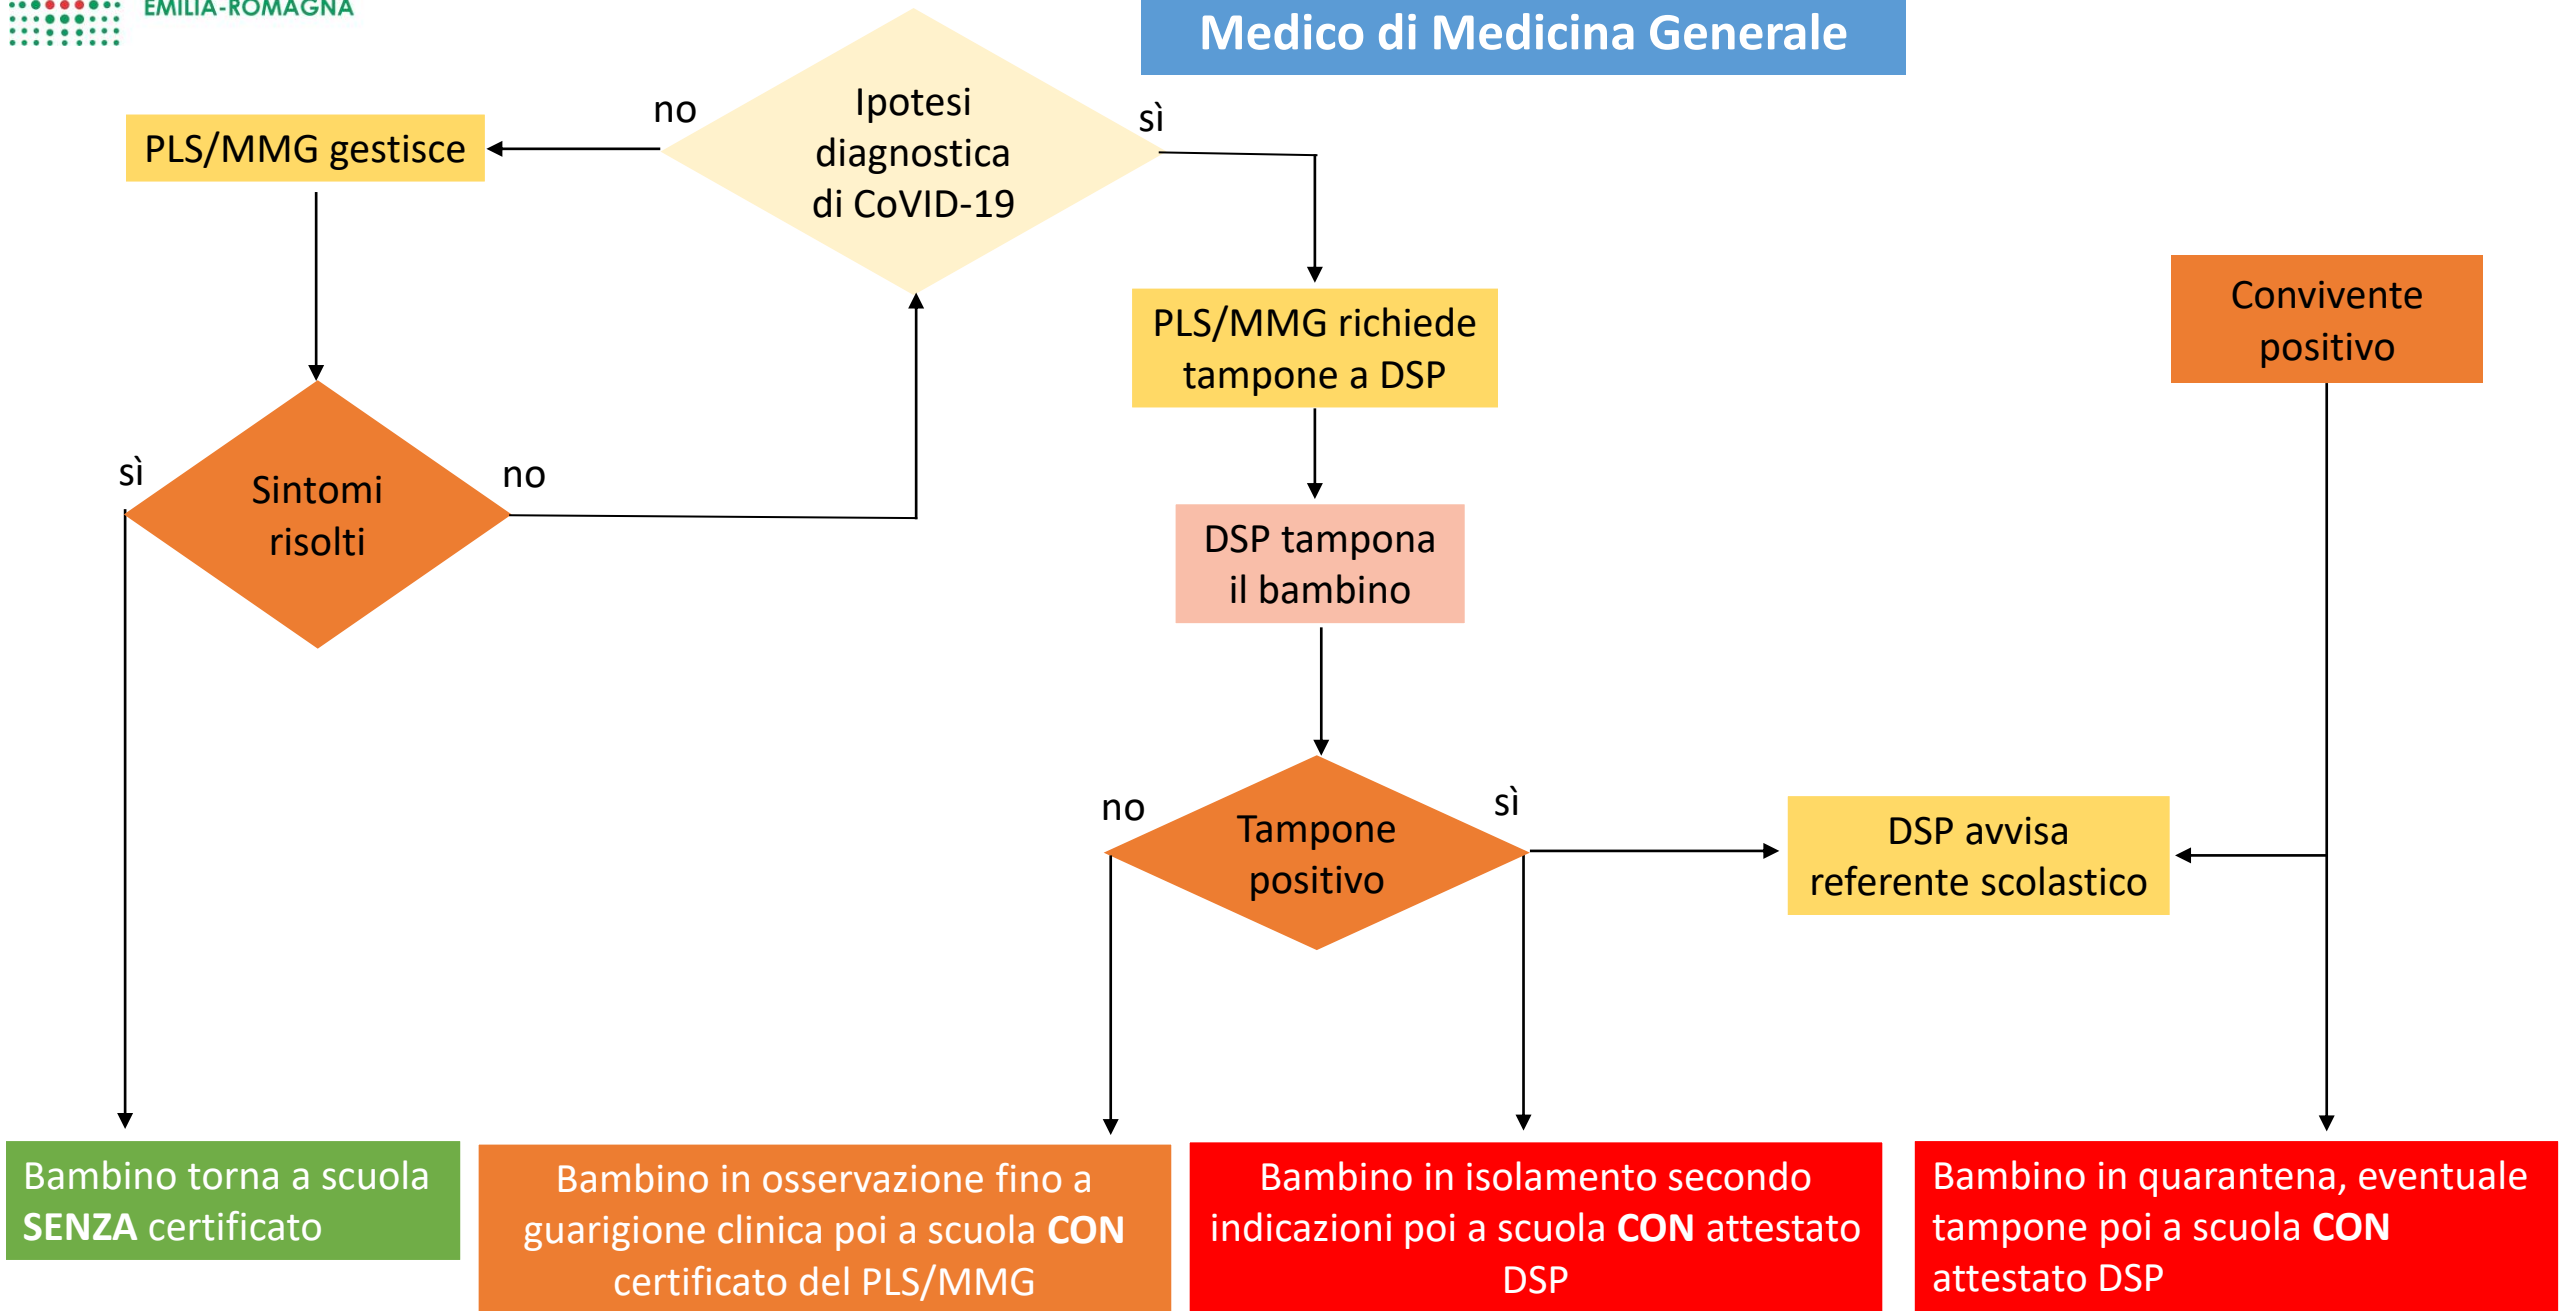 EMILIA-ROMAGNA
Medico di Medicina Generale
no
Ipotesi
diagnostica
di CoVID-19
sì
PLS/MMG gestisce
PLS/MMG richiede
tampone a DSP
Convivente
positivo
sì
Sintomi
risolti
no
DSP tampona
il bambino
no
Tampone
positivo
sì
DSP avvisa
referente scolastico
Bambino torna a scuola
SENZA certificato
Bambino in osservazione fino a
guarigione clinica poi a scuola CON
certificato del PLS/MMG
Bambino in isolamento secondo
indicazioni poi a scuola CON attestato
DSP
Bambino in quarantena, eventuale
tampone poi a scuola CON
attestato DSP